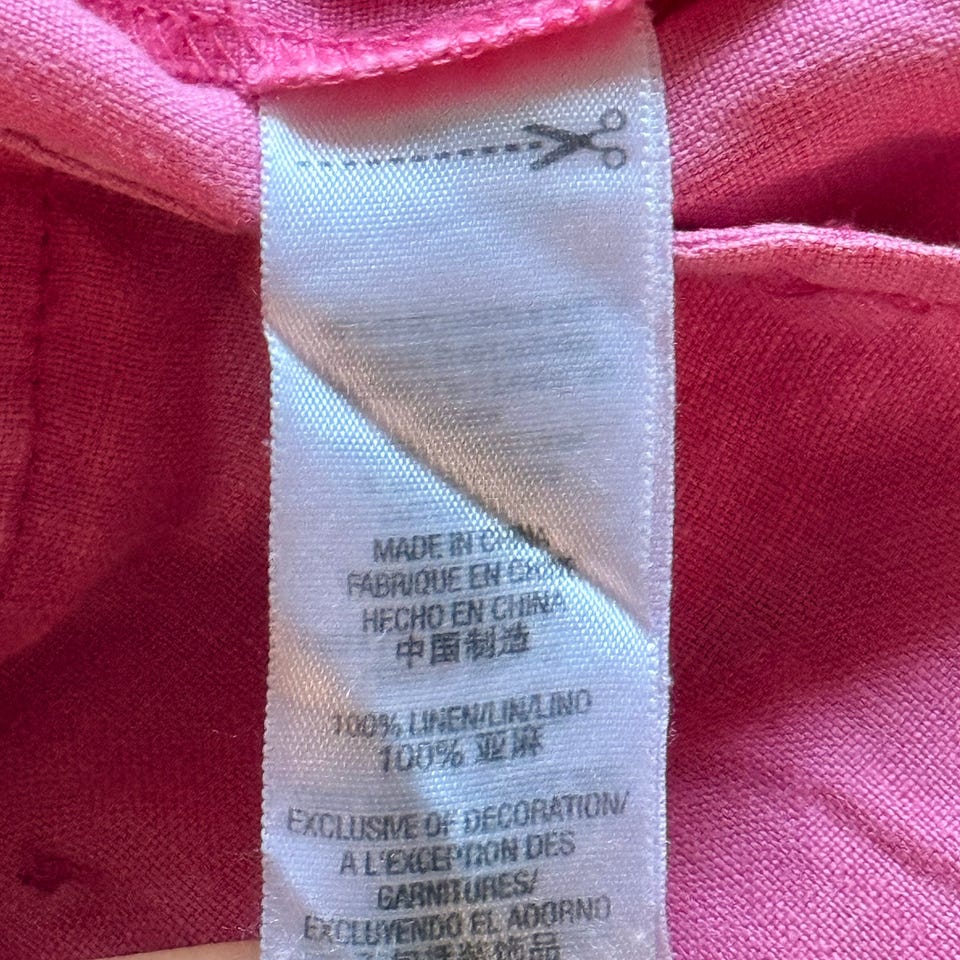 MADE IN CHINA
FABRIQUE EN CHINE
HECHO EN CHINA
中国制造
100% LINEN/LIN/LINO
100% 亚麻
EXCLUSIVE OF DECORATION/
A L'EXCEPTION DES
GARNITURES/
EXCLUYENDO EL ADORNO